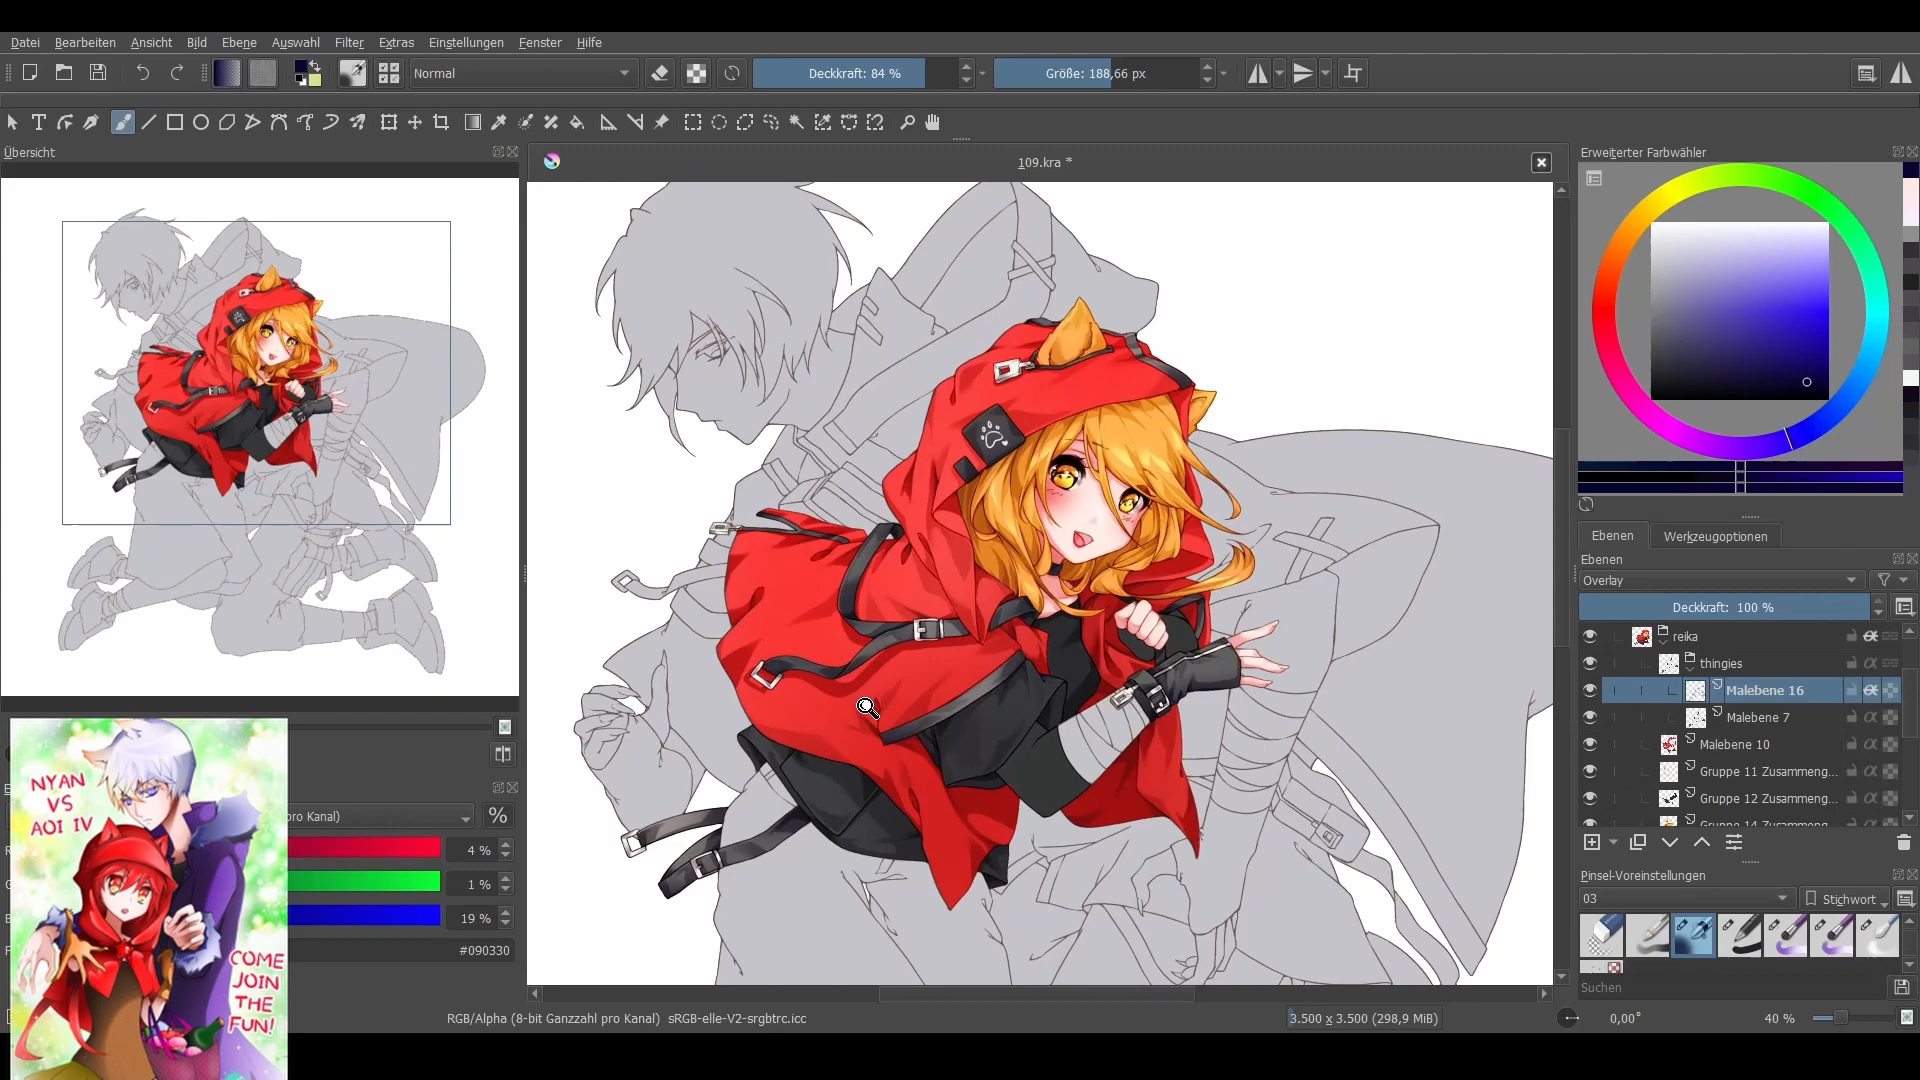 Datei Bearbeiten Ansicht Bild Ebene Auswahl Filter Extras Einstellungen Fenster Hilfe
Normal Deckkraft: 84 % Größe: 188,66 px
Übersicht
109.kra *
Erweiterter Farbwähler
Ebenen Werkzeugoptionen
Ebenen
Overlay
Deckkraft: 100 %
reika
thingies
Malebene 16
Malebene 7
Malebene 10
Gruppe 11 Zusammeng...
Gruppe 12 Zusammeng...
Gruppe 14 Zusammeng...
Pinsel-Voreinstellungen
03 Stichwort
Suchen
NYAN
VS
AOI IV
COME
JOIN
THE
FUN!
pro Kanal) %
4 %
1 %
19 %
#090330
RGB/Alpha (8-bit Ganzzahl pro Kanal) sRGB-elle-V2-srgbtrc.icc
3.500 x 3.500 (298,9 MiB)
0,00°
40 %